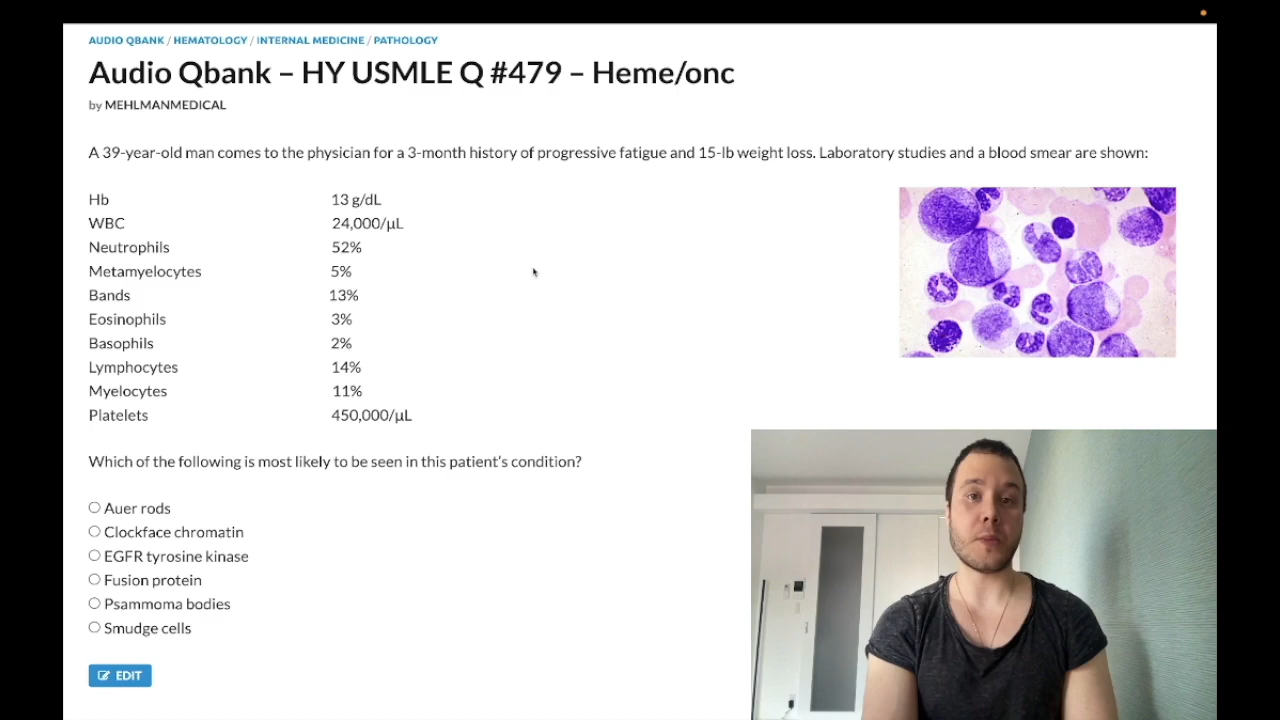 AUDIO QBANK / HEMATOLOGY / INTERNAL MEDICINE / PATHOLOGY
Audio Qbank – HY USMLE Q #479 – Heme/onc
by MEHLMANMEDICAL
A 39-year-old man comes to the physician for a 3-month history of progressive fatigue and 15-lb weight loss. Laboratory studies and a blood smear are shown:
Hb 13 g/dL
WBC 24,000/μL
Neutrophils 52%
Metamyelocytes 5%
Bands 13%
Eosinophils 3%
Basophils 2%
Lymphocytes 14%
Myelocytes 11%
Platelets 450,000/μL
Which of the following is most likely to be seen in this patient's condition?
Auer rods
Clockface chromatin
EGFR tyrosine kinase
Fusion protein
Psammoma bodies
Smudge cells
EDIT